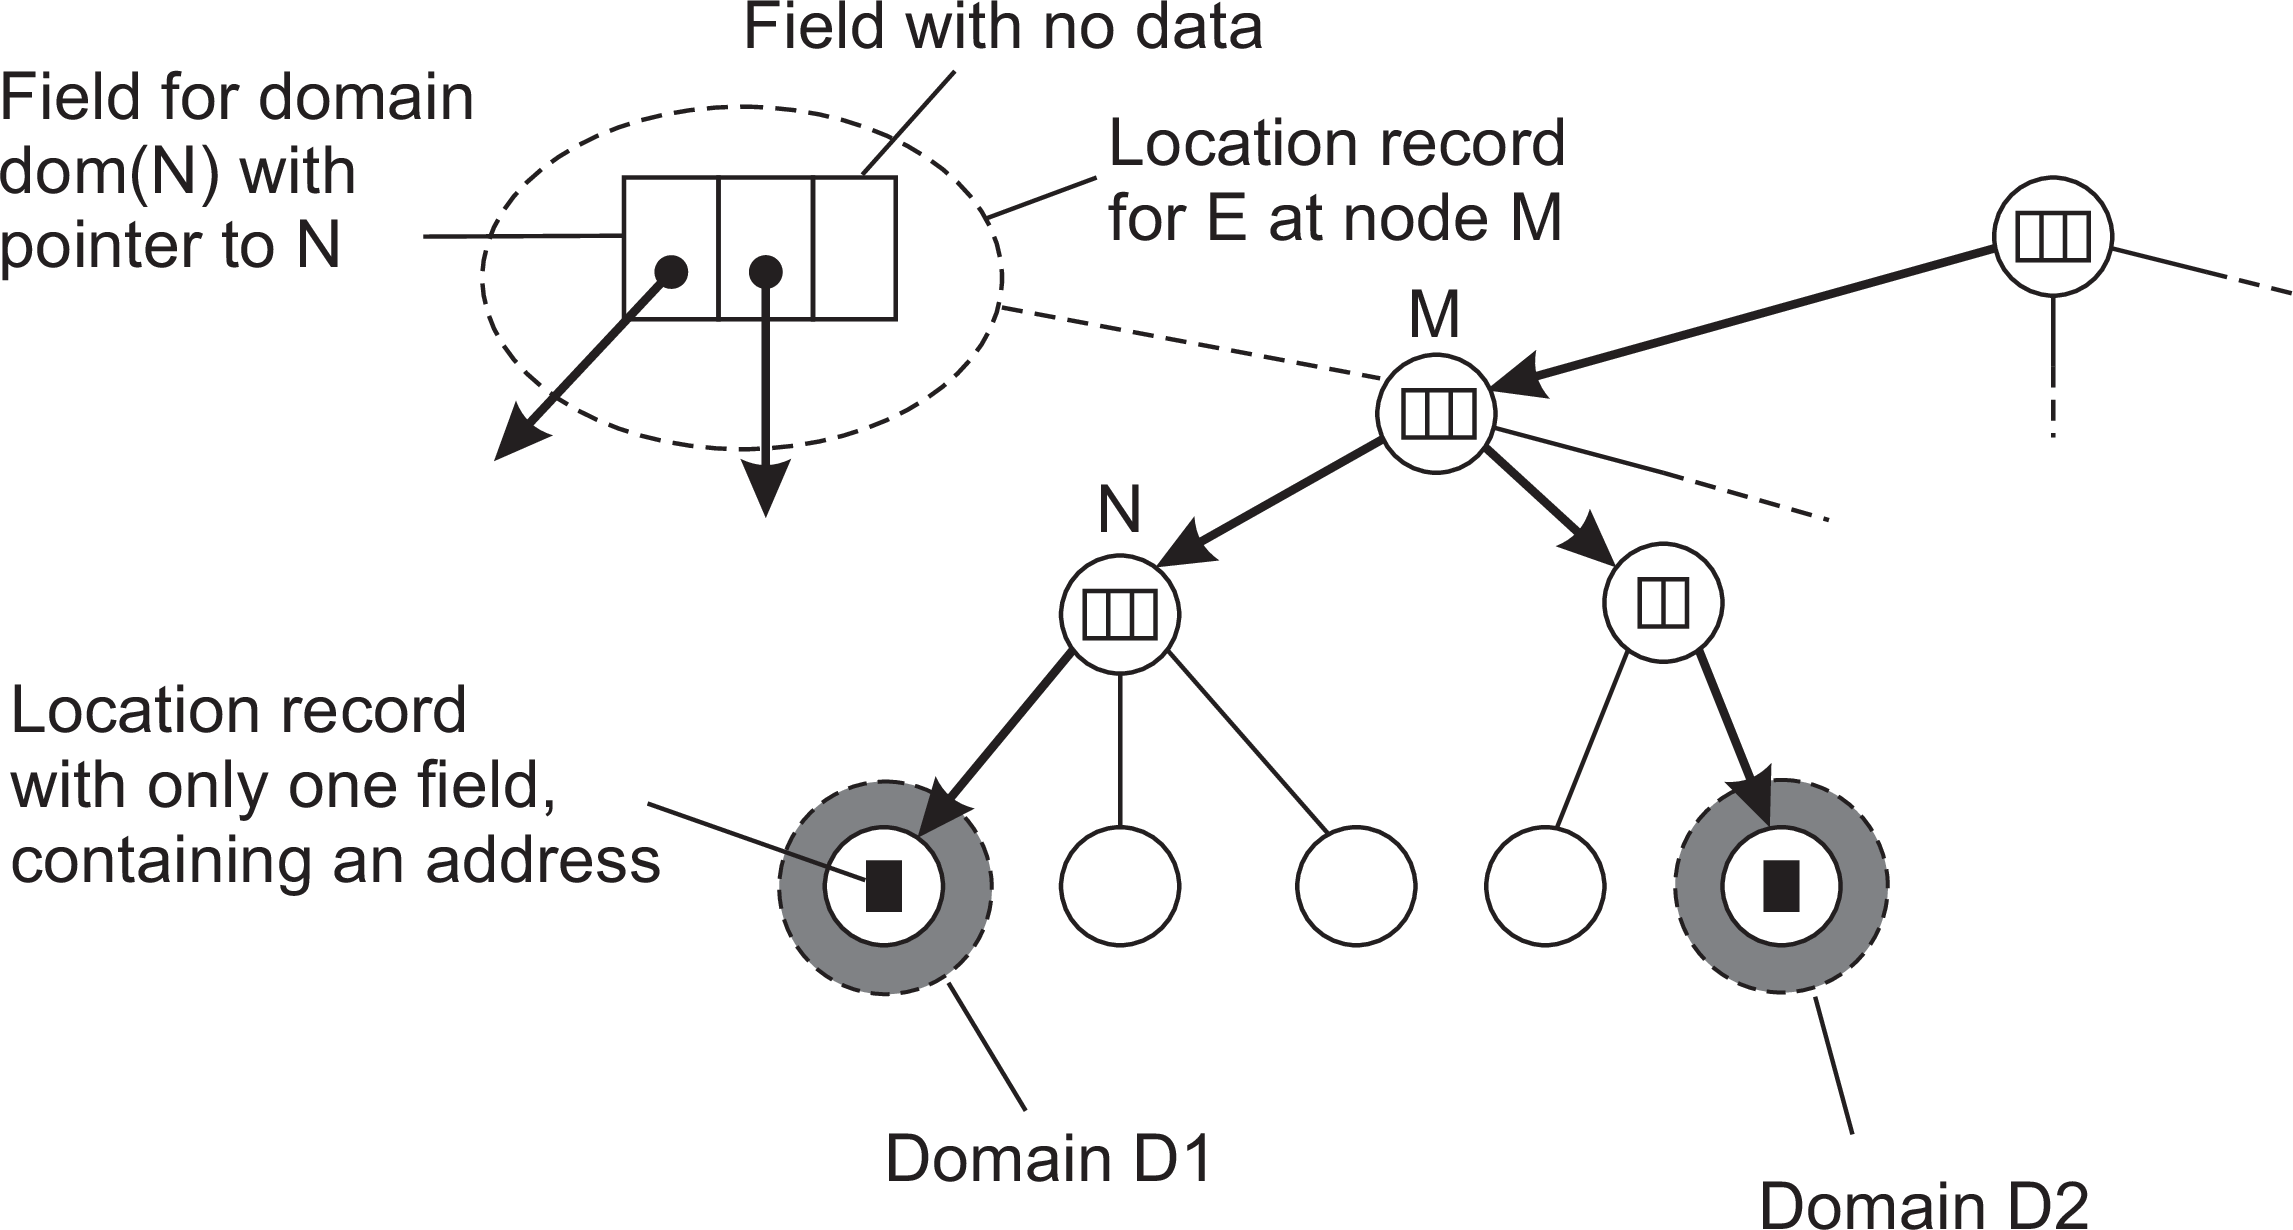 Field with no data
Field for domain
dom(N) with
pointer to N
Location record
for E at node M
M
N
Location record
with only one field,
containing an address
Domain D1
Domain D2